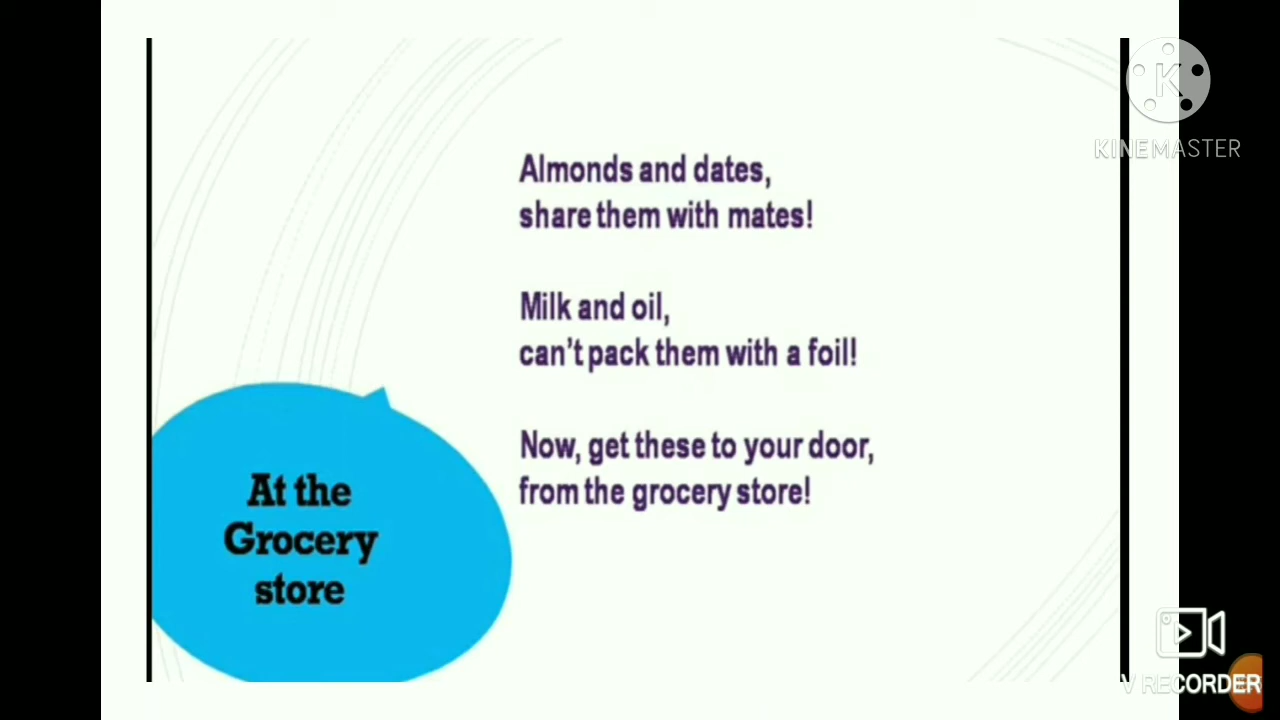 Almonds and dates,
share them with mates!
Milk and oil,
can't pack them with a foil!
Now, get these to your door,
from the grocery store!
At the
Grocery
store
K
KINEMASTER
V RECORDER